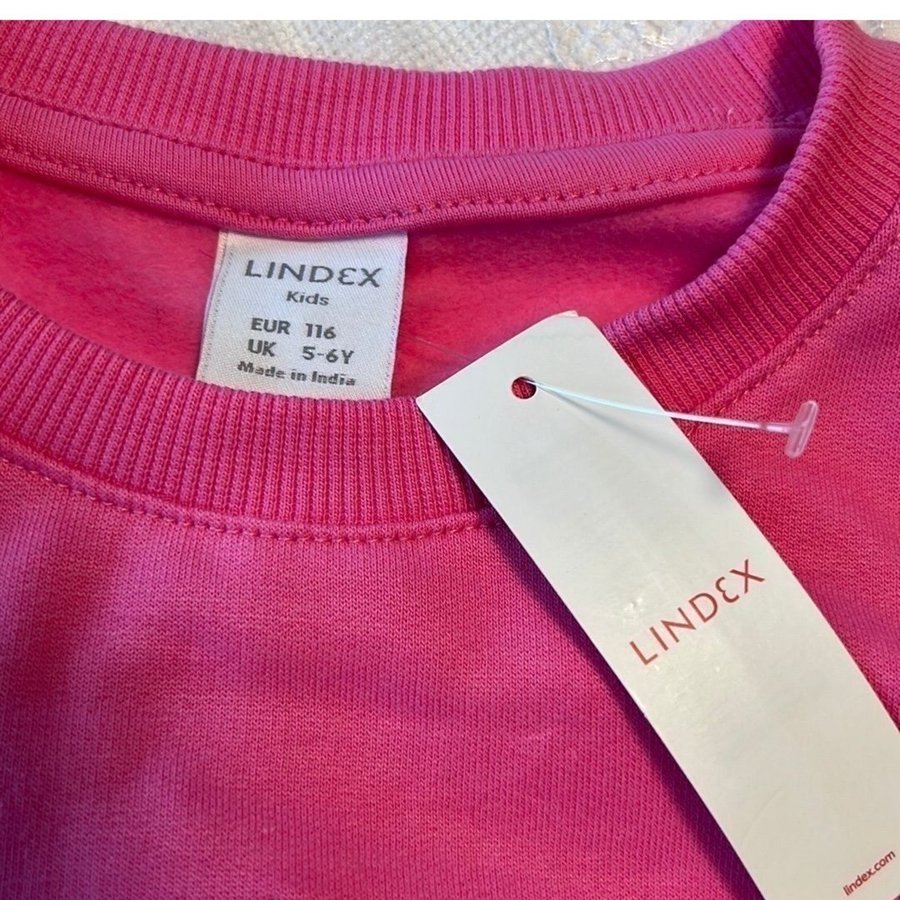 LINDEX
Kids
EUR 116
UK 5-6Y
Made in India
LINDEX
lindex.com